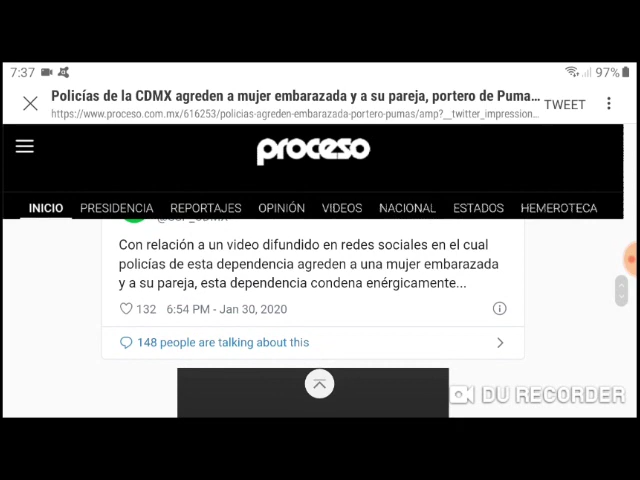 7:37
97%
Policías de la CDMX agreden a mujer embarazada y a su pareja, portero de Puma...
https://www.proceso.com.mx/616253/policias-agreden-embarazada-portero-pumas/amp?__twitter_impression...
TWEET
proceso
INICIO PRESIDENCIA REPORTAJES OPINIÓN VIDEOS NACIONAL ESTADOS HEMEROTECA
Con relación a un video difundido en redes sociales en el cual
policías de esta dependencia agreden a una mujer embarazada
y a su pareja, esta dependencia condena enérgicamente...
132 6:54 PM - Jan 30, 2020
148 people are talking about this
DU RECORDER